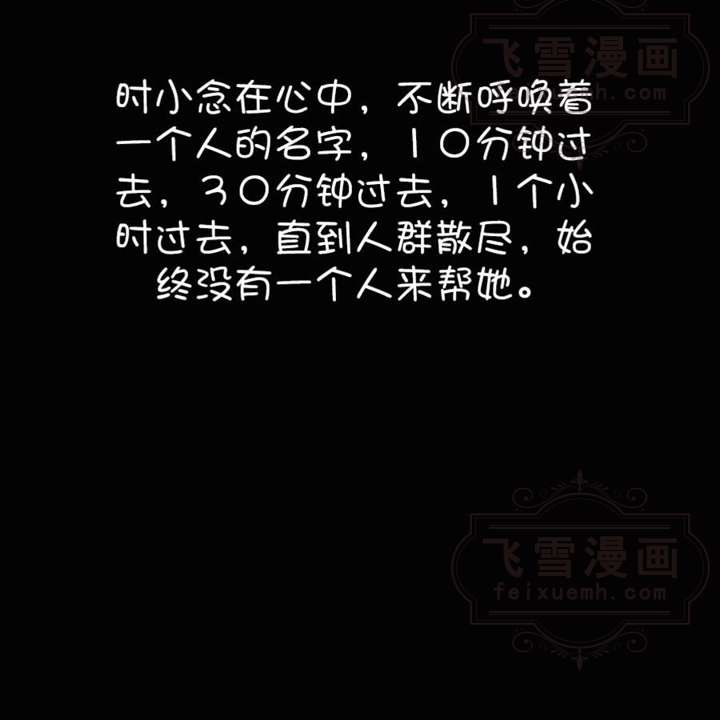 飞雪漫画
feixuemh.com
时小念在心中，不断呼唤着
一个人的名字，10分钟过
去，30分钟过去，1个小
时过去，直到人群散尽，始
终没有一个人来帮她。
飞雪漫画
feixuemh.com